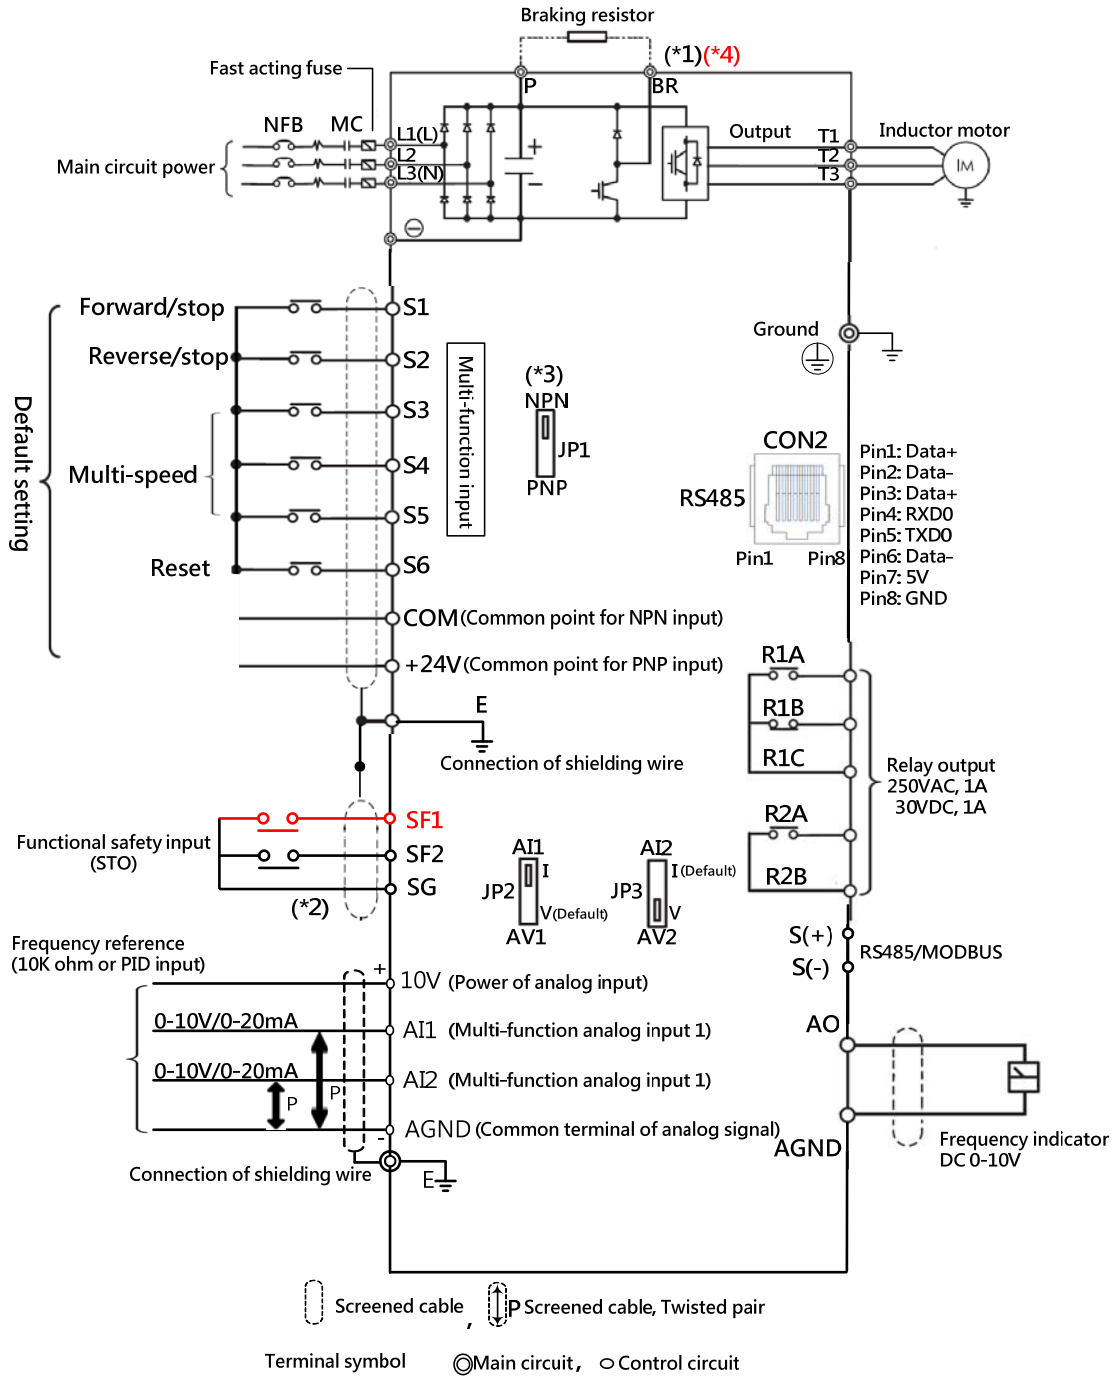 Braking resistor
(*1)(*4)
Fast acting fuse
P
BR
NFB
MC
L1(L)
L2
L3(N)
Main circuit power
+
−
Output
T1
T2
T3
Inductor motor
IM
⊖
Default setting
Forward/stop
S1
Reverse/stop
S2
S3
Multi-speed
S4
S5
Reset
S6
Multi-function input
(*3)
NPN
JP1
PNP
COM (Common point for NPN input)
+24V (Common point for PNP input)
E
Connection of shielding wire
Ground
CON2
RS485
Pin1
Pin8
Pin1: Data+
Pin2: Data−
Pin3: Data+
Pin4: RXD0
Pin5: TXD0
Pin6: Data−
Pin7: 5V
Pin8: GND
R1A
R1B
R1C
R2A
R2B
Relay output
250VAC, 1A
30VDC, 1A
Functional safety input
(STO)
SF1
SF2
SG
(*2)
AI1
JP2
I
V(Default)
AV1
AI2
JP3
I(Default)
V
AV2
S(+)
S(-)
RS485/MODBUS
Frequency reference
(10K ohm or PID input)
+
10V (Power of analog input)
0-10V/0-20mA
AI1 (Multi-function analog input 1)
0-10V/0-20mA
AI2 (Multi-function analog input 1)
P
P
AGND (Common terminal of analog signal)
-
Connection of shielding wire
E
AO
AGND
Frequency indicator
DC 0-10V
Screened cable ,
P Screened cable, Twisted pair
Terminal symbol
Main circuit,
Control circuit